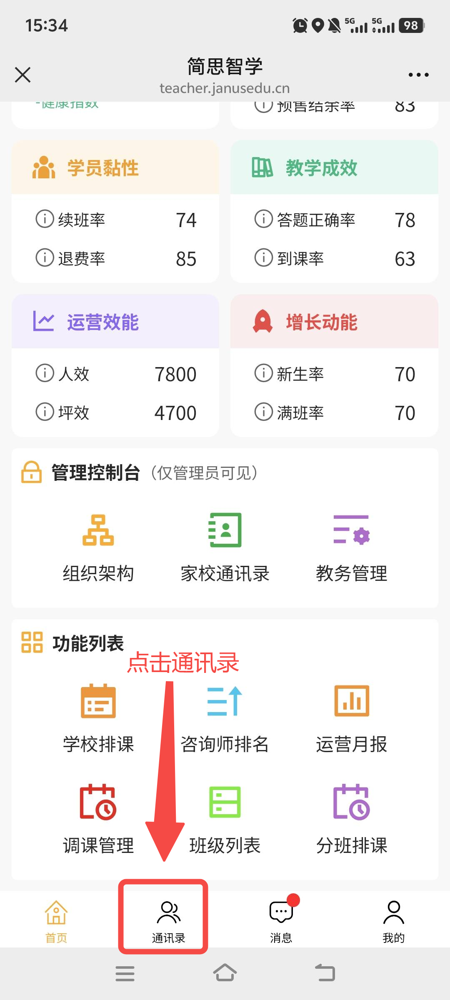 15:34
5G 5G 98
简思智学
teacher.janusedu.cn
-健康指数
预售结余率 83
学员黏性 教学成效
续班率 74 答题正确率 78
退费率 85 到课率 63
运营效能 增长动能
人效 7800 新生率 70
坪效 4700 满班率 70
管理控制台（仅管理员可见）
组织架构 家校通讯录 教务管理
功能列表
点击通讯录
学校排课 咨询师排名 运营月报
调课管理 班级列表 分班排课
首页 通讯录 消息 我的